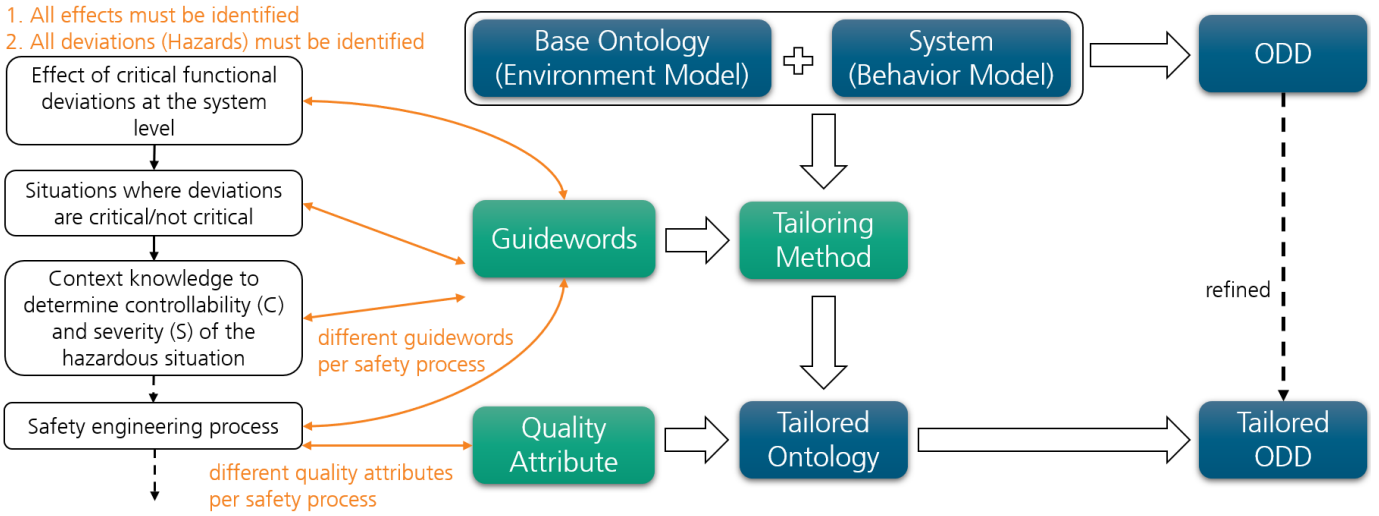 1. All effects must be identified
2. All deviations (Hazards) must be identified
Effect of critical functional
deviations at the system
level
Situations where deviations
are critical/not critical
Context knowledge to
determine controllability (C)
and severity (S) of the
hazardous situation
Safety engineering process
different guidewords
per safety process
different quality attributes
per safety process
Base Ontology
(Environment Model)
System
(Behavior Model)
ODD
Guidewords
Tailoring
Method
refined
Quality
Attribute
Tailored
Ontology
Tailored
ODD